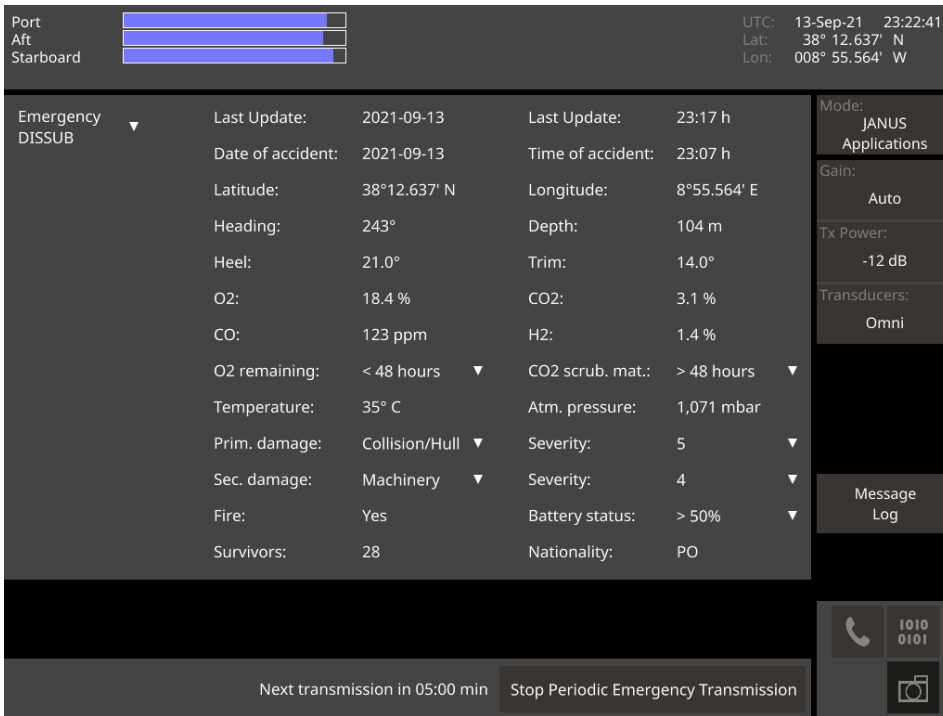 Port
Aft
Starboard
UTC: 13-Sep-21 23:22:41
Lat: 38° 12.637' N
Lon: 008° 55.564' W
Emergency
DISSUB
Last Update: 2021-09-13 Last Update: 23:17 h
Date of accident: 2021-09-13 Time of accident: 23:07 h
Latitude: 38°12.637' N Longitude: 8°55.564' E
Heading: 243° Depth: 104 m
Heel: 21.0° Trim: 14.0°
O2: 18.4 % CO2: 3.1 %
CO: 123 ppm H2: 1.4 %
O2 remaining: < 48 hours CO2 scrub. mat.: > 48 hours
Temperature: 35° C Atm. pressure: 1,071 mbar
Prim. damage: Collision/Hull Severity: 5
Sec. damage: Machinery Severity: 4
Fire: Yes Battery status: > 50%
Survivors: 28 Nationality: PO
Mode:
JANUS
Applications
Gain:
Auto
Tx Power:
-12 dB
Transducers:
Omni
Message
Log
1010
0101
Next transmission in 05:00 min Stop Periodic Emergency Transmission